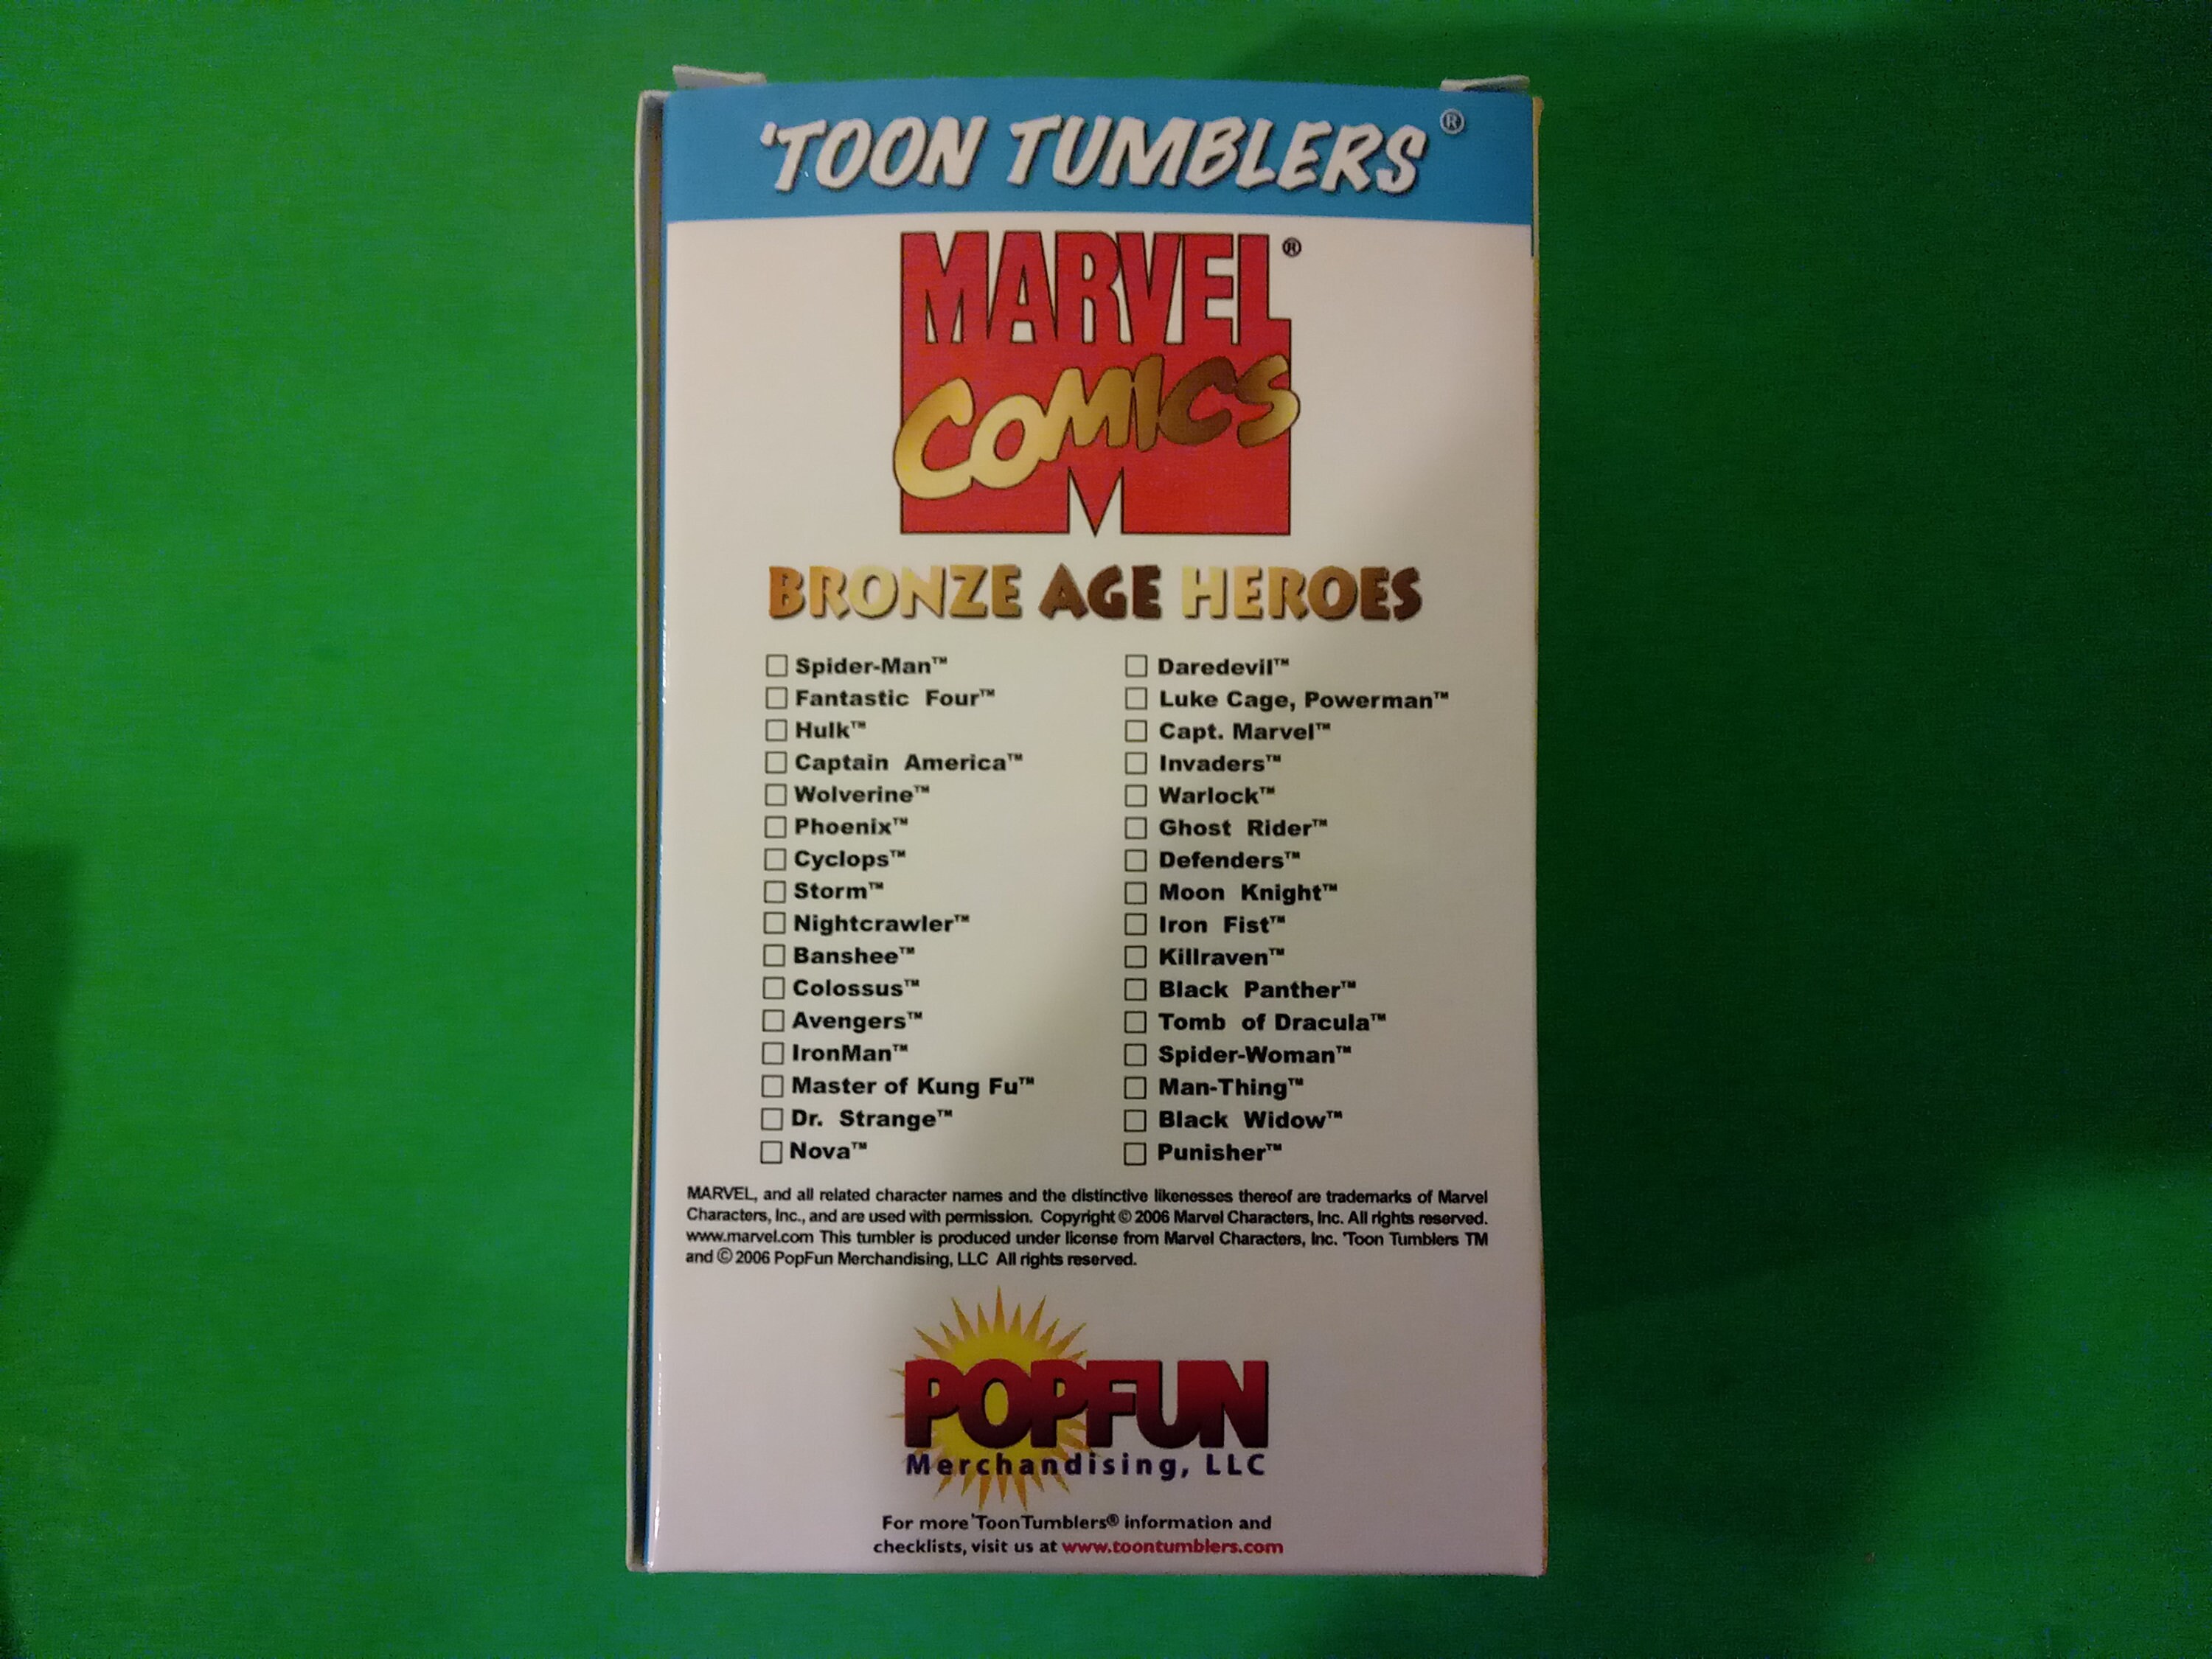 'TOON TUMBLERS®
MARVEL®
COMICS
BRONZE AGE HEROES
Spider-Man™
Fantastic Four™
Hulk™
Captain America™
Wolverine™
Phoenix™
Cyclops™
Storm™
Nightcrawler™
Banshee™
Colossus™
Avengers™
IronMan™
Master of Kung Fu™
Dr. Strange™
Nova™
Daredevil™
Luke Cage, Powerman™
Capt. Marvel™
Invaders™
Warlock™
Ghost Rider™
Defenders™
Moon Knight™
Iron Fist™
Killraven™
Black Panther™
Tomb of Dracula™
Spider-Woman™
Man-Thing™
Black Widow™
Punisher™
MARVEL, and all related character names and the distinctive likenesses thereof are trademarks of Marvel
Characters, Inc., and are used with permission. Copyright © 2006 Marvel Characters, Inc. All rights reserved.
www.marvel.com This tumbler is produced under license from Marvel Characters, Inc. 'Toon Tumblers TM
and © 2006 PopFun Merchandising, LLC All rights reserved.
POPFUN
Merchandising, LLC
For more 'Toon Tumblers® information and
checklists, visit us at www.toontumblers.com